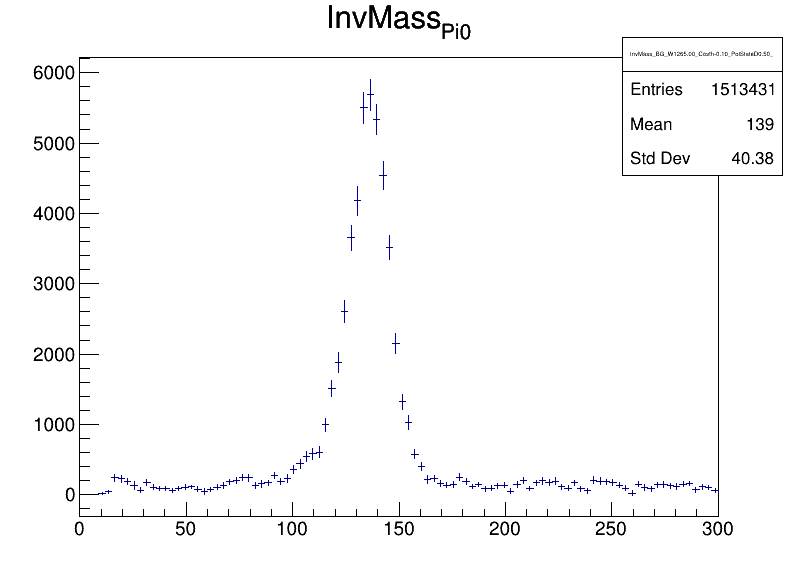 InvMass_Pi0
InvMass_BG_W1265.00_Costh-0.10_PolStateD0.50_
Entries 1513431
Mean 139
Std Dev 40.38
6000
5000
4000
3000
2000
1000
0
0 50 100 150 200 250 300